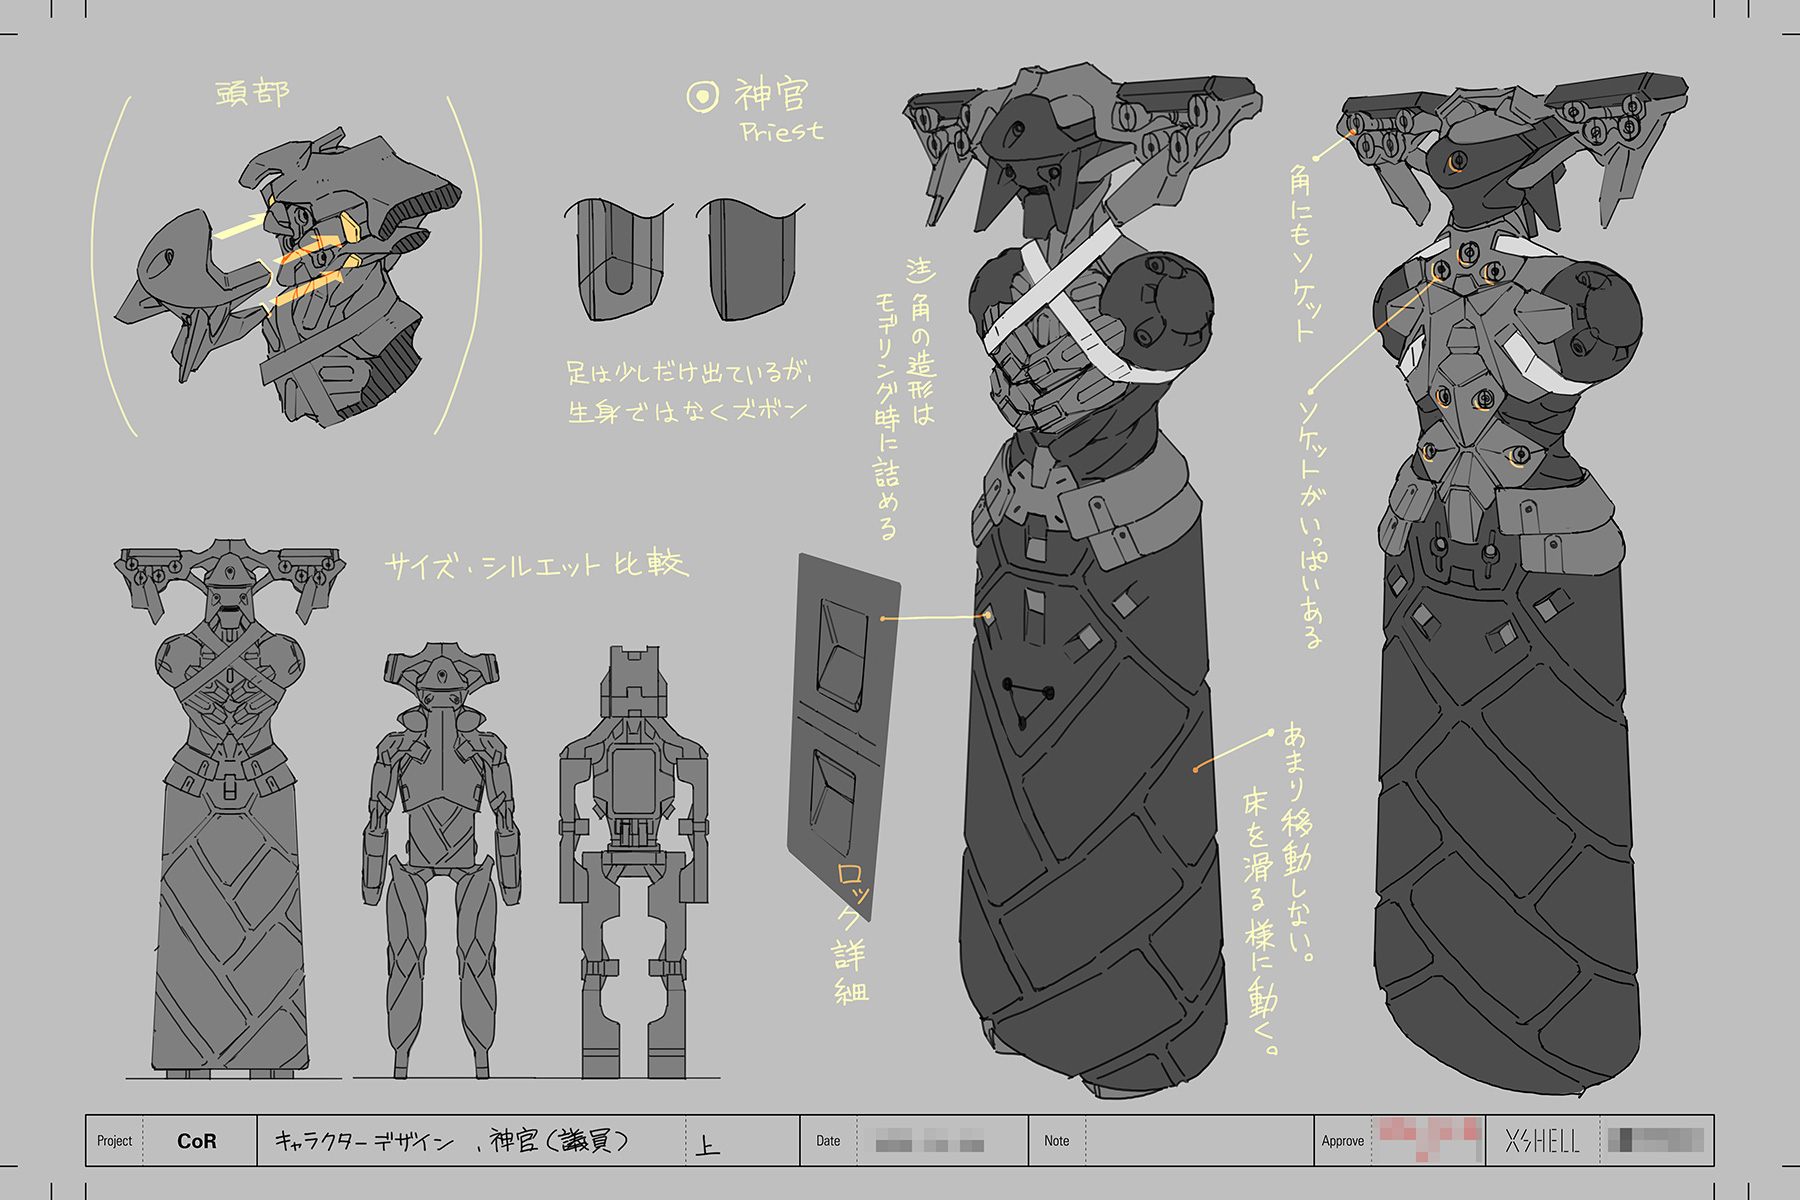 頭部
神官
Priest
足は少しだけ出ているが、
生身ではなくズボン
注)角の造形は
モデリング時に詰める
角にもソケット
ソケットがいっぱいある
サイズ、シルエット比較
ロック詳細
あまり移動しない。
床を滑る様に動く。
Project
CoR
キャラクターデザイン、神官(議員)
上
Date
Note
Approve
XSHELL